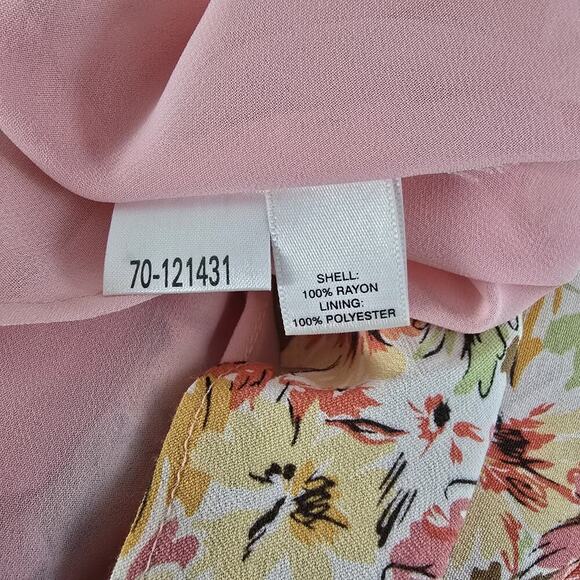 70-121431
SHELL:
100% RAYON
LINING:
100% POLYESTER